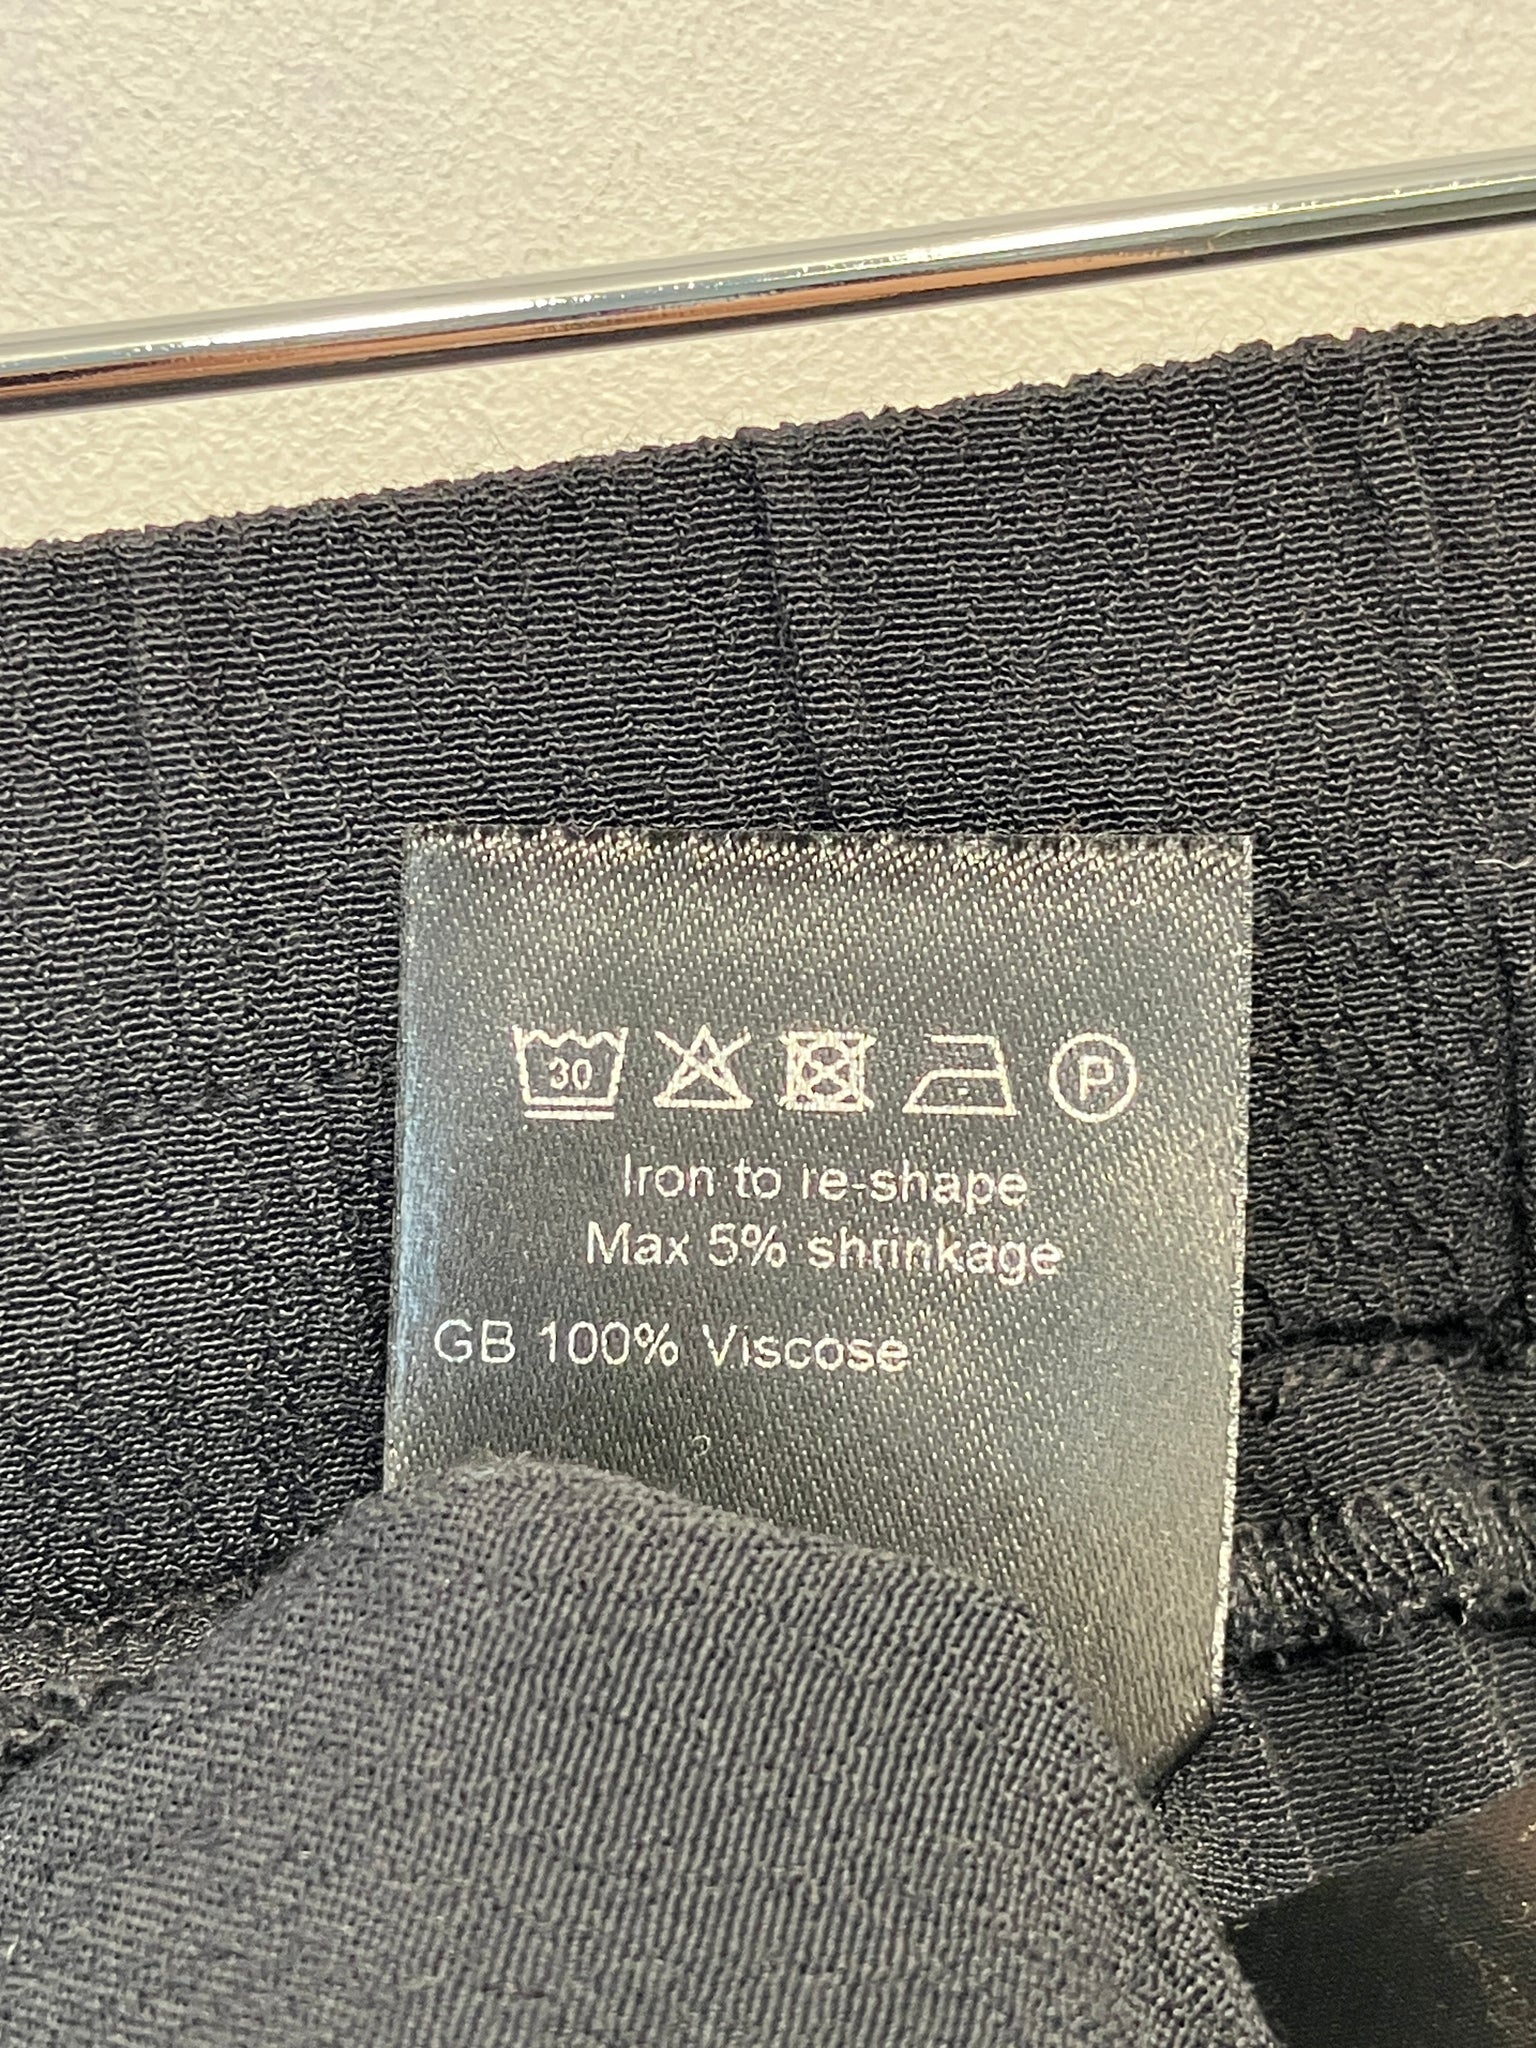 30 P
Iron to re-shape
Max 5% shrinkage
GB 100% Viscose